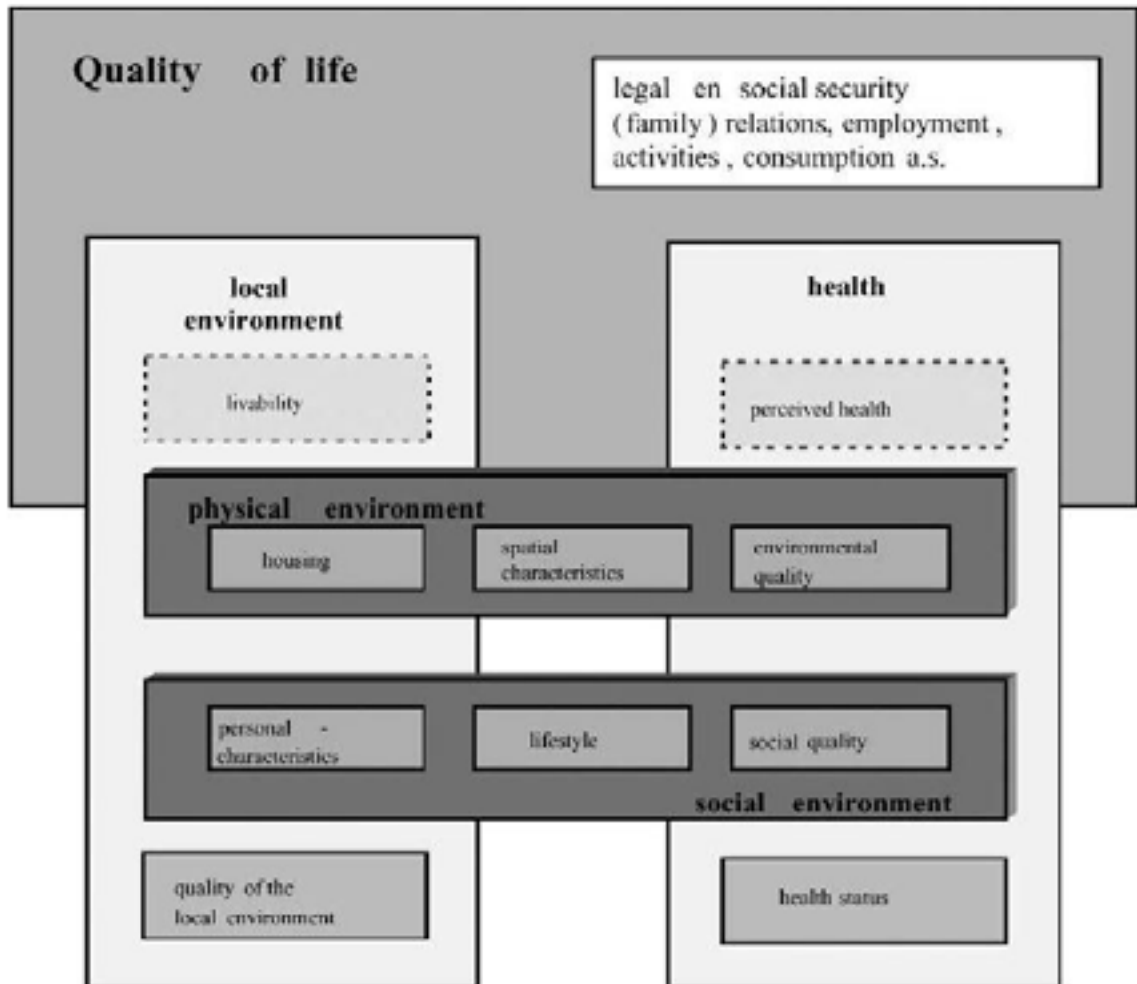 Quality of life
legal en social security
(family) relations, employment,
activities, consumption a.s.
local
environment
health
livability
perceived health
physical environment
housing
spatial
characteristics
environmental
quality
personal -
characteristics
lifestyle
social quality
social environment
quality of the
local environment
health status